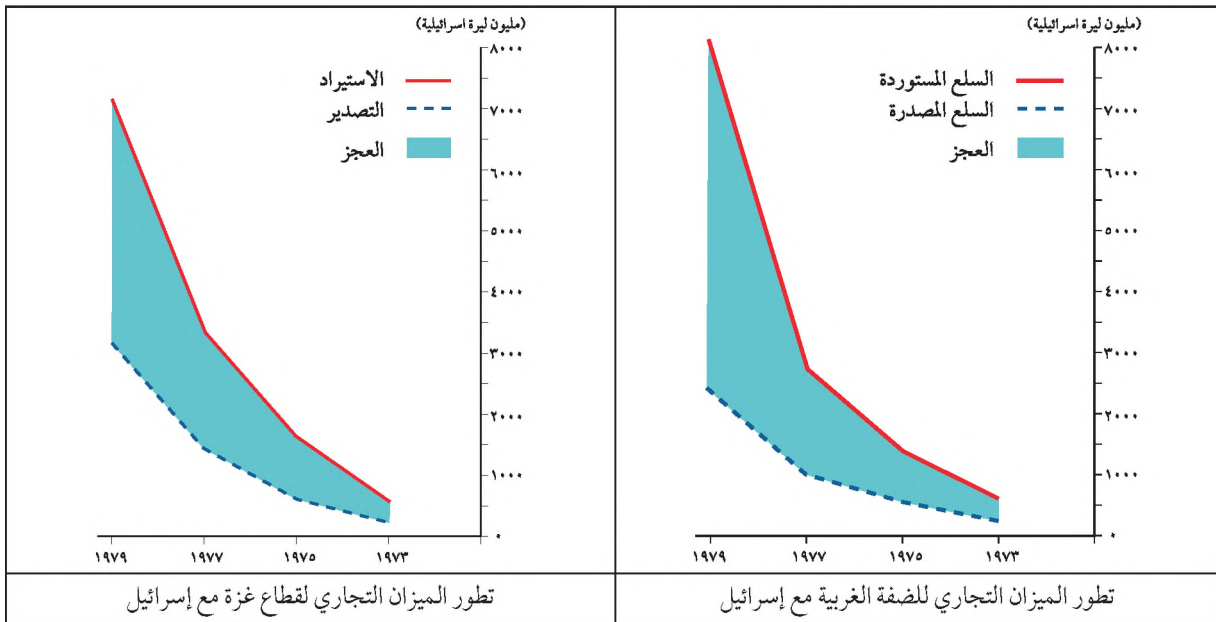 (مليون ليرة اسرائيلية)
٨٠٠٠
٧٠٠٠
٦٠٠٠
٥٠٠٠
٤٠٠٠
٣٠٠٠
٢٠٠٠
١٠٠٠
٠
السلع المستوردة
السلع المصدرة
العجز
١٩٧٣
١٩٧٥
١٩٧٧
١٩٧٩
تطور الميزان التجاري للضفة الغربية مع إسرائيل
(مليون ليرة اسرائيلية)
٨٠٠٠
٧٠٠٠
٦٠٠٠
٥٠٠٠
٤٠٠٠
٣٠٠٠
٢٠٠٠
١٠٠٠
٠
الاستيراد
التصدير
العجز
١٩٧٣
١٩٧٥
١٩٧٧
١٩٧٩
تطور الميزان التجاري لقطاع غزة مع إسرائيل